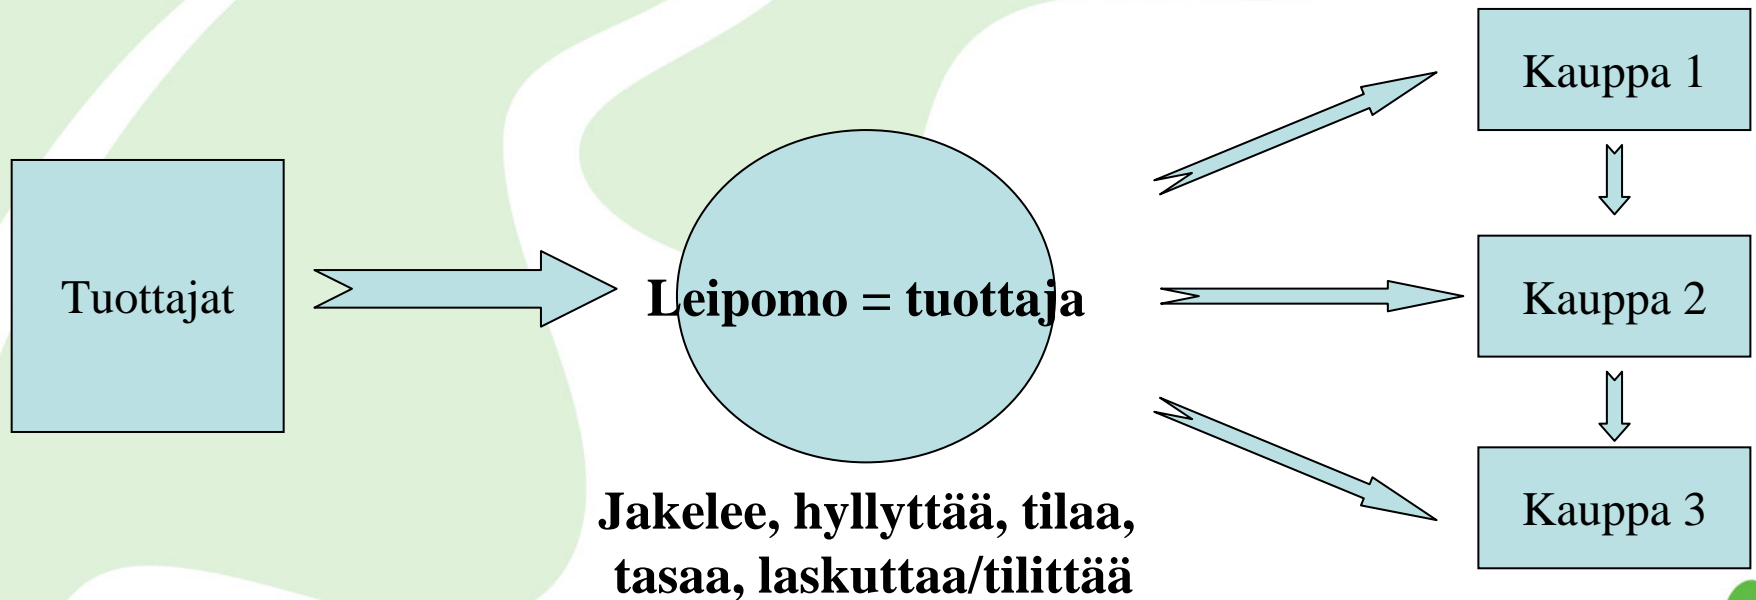 Tuottajat
Leipomo = tuottaja
Jakelee, hyllyttää, tilaa,
tasaa, laskuttaa/tilittää
Kauppa 1
Kauppa 2
Kauppa 3